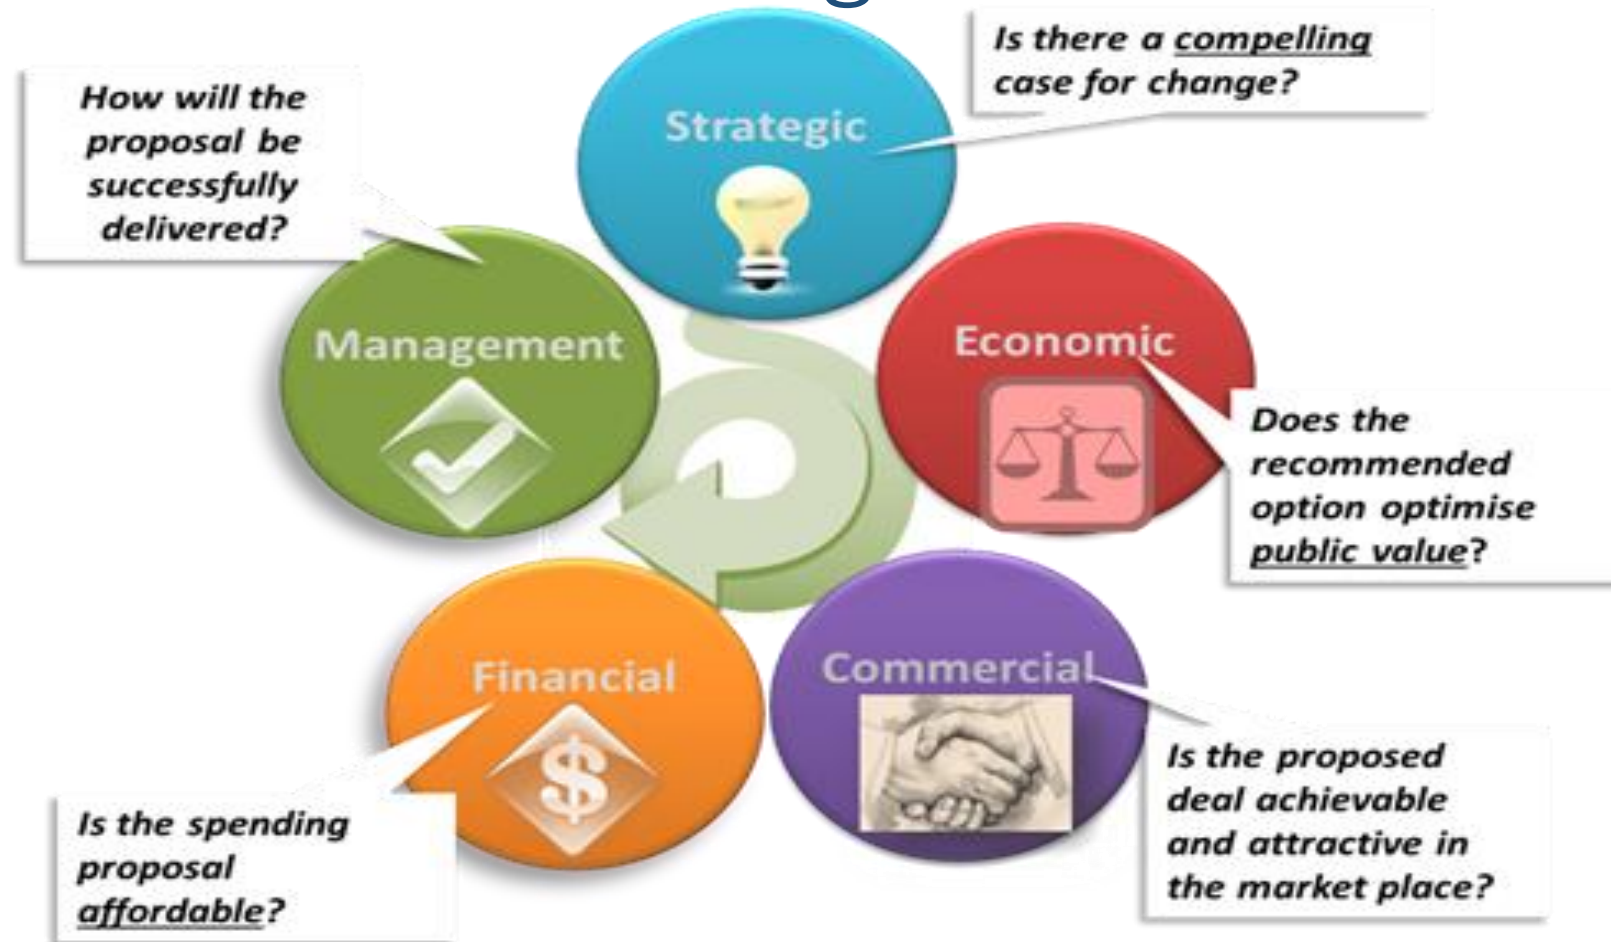 Is there a compelling
case for change?
How will the
proposal be
successfully
delivered?
Strategic
Management
Economic
Does the
recommended
option optimise
public value?
Financial
Commercial
Is the proposed
deal achievable
and attractive in
the market place?
Is the spending
proposal
affordable?
$